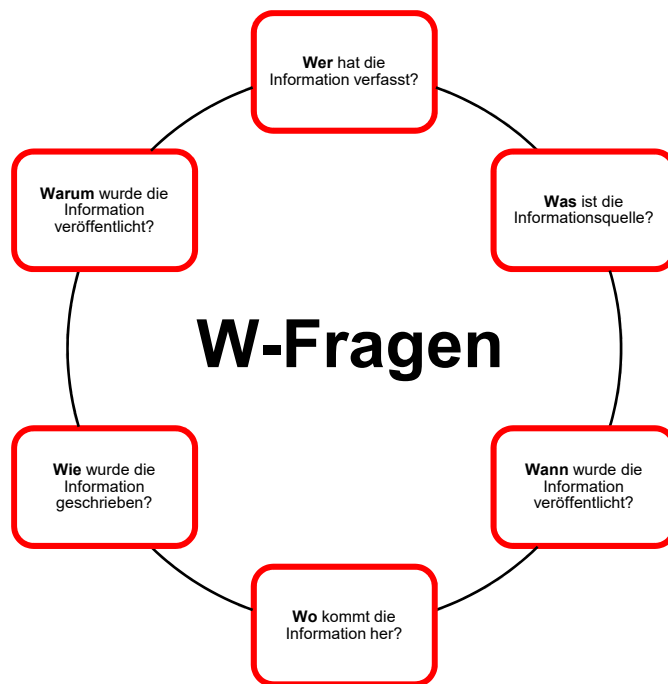 Wer hat die
Information verfasst?
Was ist die
Informationsquelle?
Wann wurde die
Information
veröffentlicht?
Wo kommt die
Information her?
Wie wurde die
Information
geschrieben?
Warum wurde die
Information
veröffentlicht?
W-Fragen